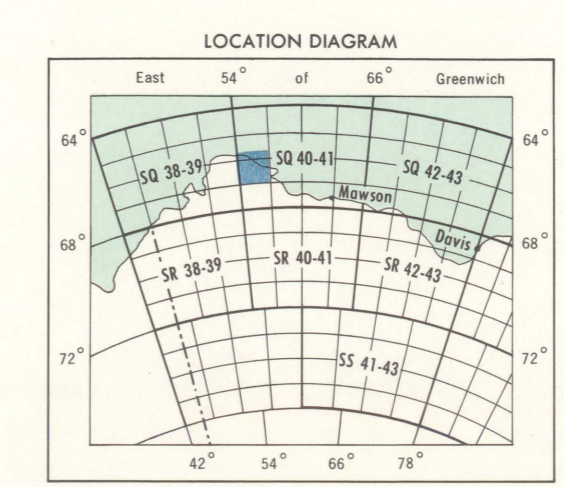 LOCATION DIAGRAM
East 54° of 66° Greenwich
64° 64°
SQ 38-39 SQ 40-41 SQ 42-43
Mawson
68° Davis 68°
SR 38-39 SR 40-41 SR 42-43
72° SS 41-43 72°
42° 54° 66° 78°